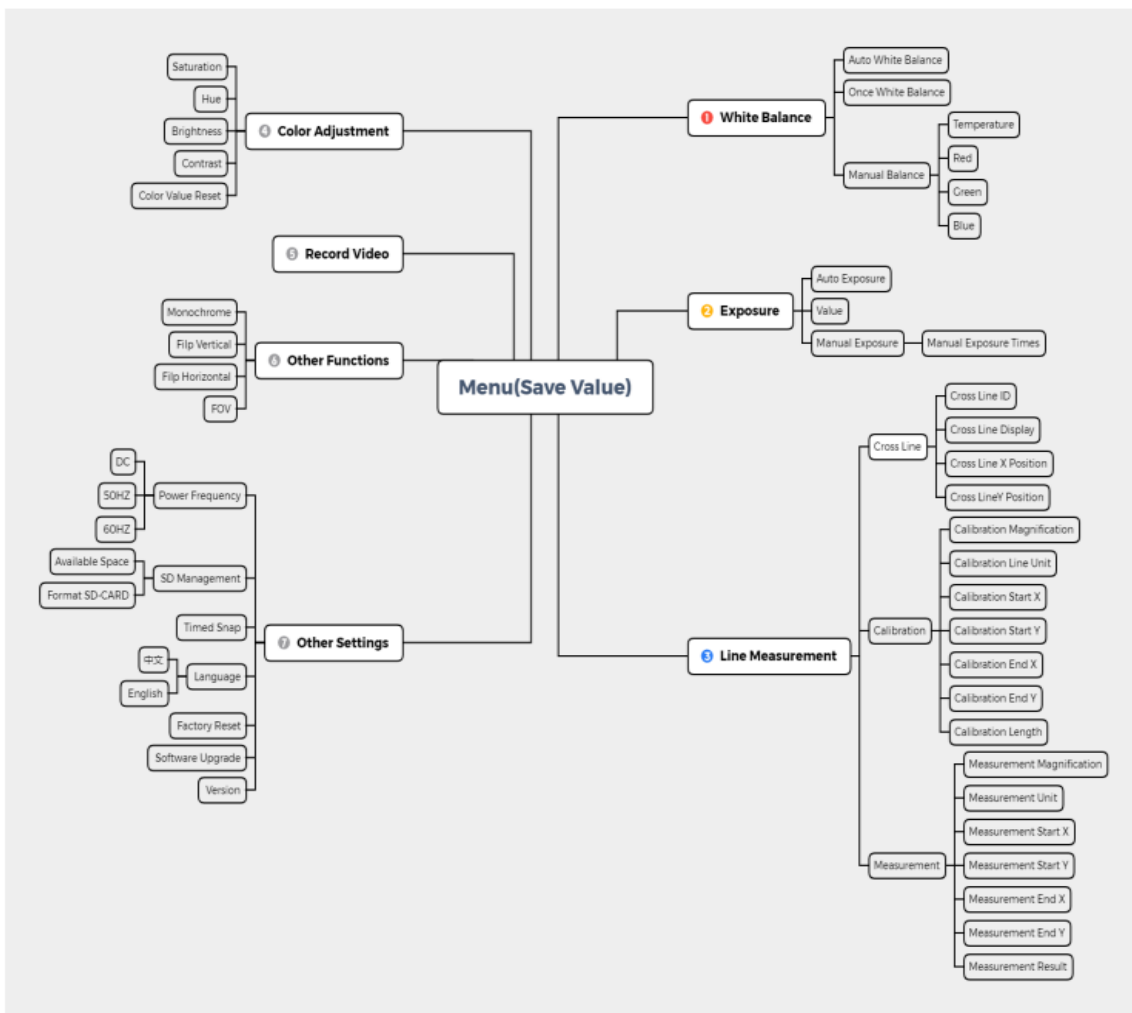 Menu(Save Value)
1 White Balance
Auto White Balance
Once White Balance
Manual Balance
Temperature
Red
Green
Blue
2 Exposure
Auto Exposure
Value
Manual Exposure
Manual Exposure Times
3 Line Measurement
Cross Line
Cross Line ID
Cross Line Display
Cross Line X Position
Cross LineY Position
Calibration
Calibration Magnification
Calibration Line Unit
Calibration Start X
Calibration Start Y
Calibration End X
Calibration End Y
Calibration Length
Measurement
Measurement Magnification
Measurement Unit
Measurement Start X
Measurement Start Y
Measurement End X
Measurement End Y
Measurement Result
4 Color Adjustment
Saturation
Hue
Brightness
Contrast
Color Value Reset
5 Record Video
6 Other Functions
Monochrome
Filp Vertical
Filp Horizontal
FOV
7 Other Settings
Power Frequency
DC
50HZ
60HZ
SD Management
Available Space
Format SD-CARD
Timed Snap
Language
中文
English
Factory Reset
Software Upgrade
Version